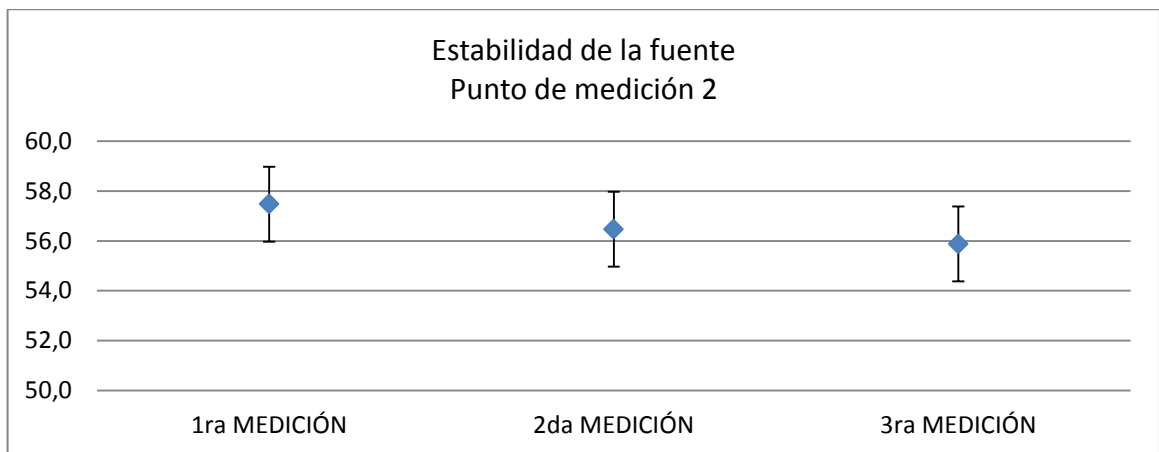 Estabilidad de la fuente
Punto de medición 2
60,0
58,0
56,0
54,0
52,0
50,0
1ra MEDICIÓN 2da MEDICIÓN 3ra MEDICIÓN